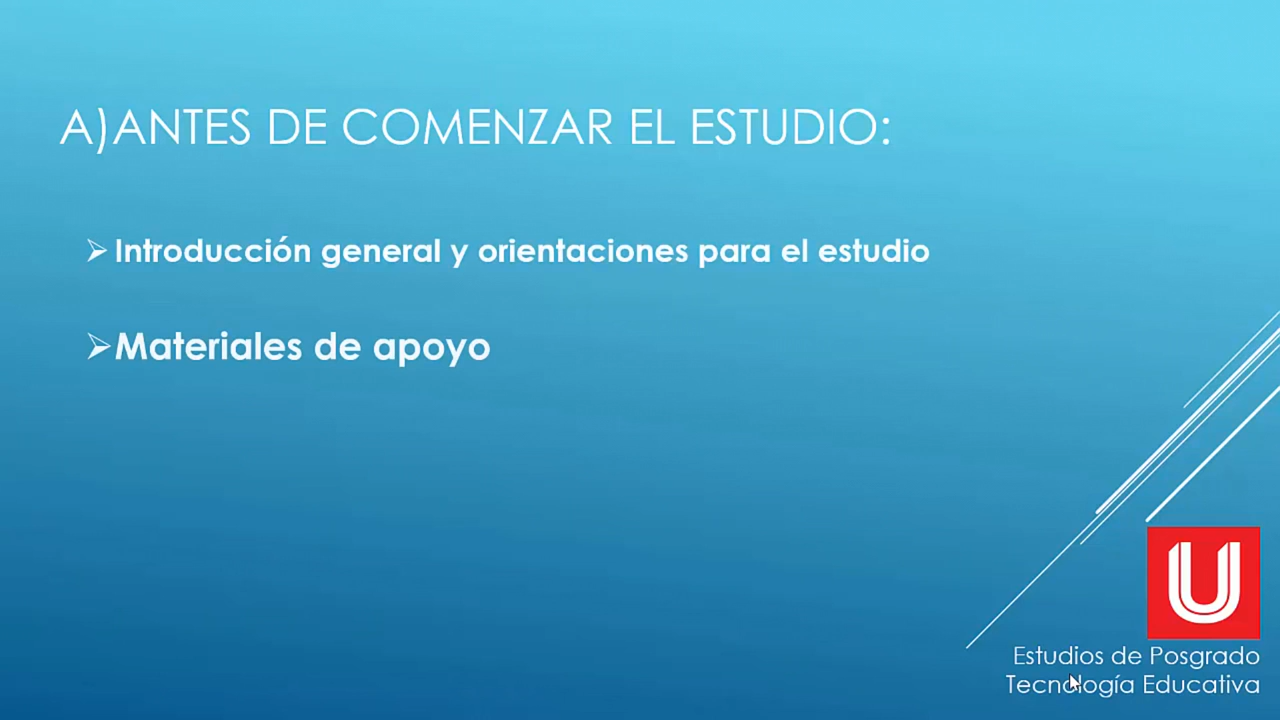 A)ANTES DE COMENZAR EL ESTUDIO:
Introducción general y orientaciones para el estudio
Materiales de apoyo
U
Estudios de Posgrado
Tecnología Educativa